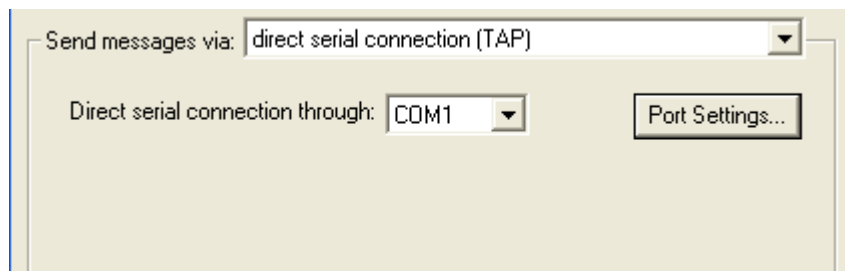 Send messages via: direct serial connection (TAP)
Direct serial connection through: COM1 Port Settings...